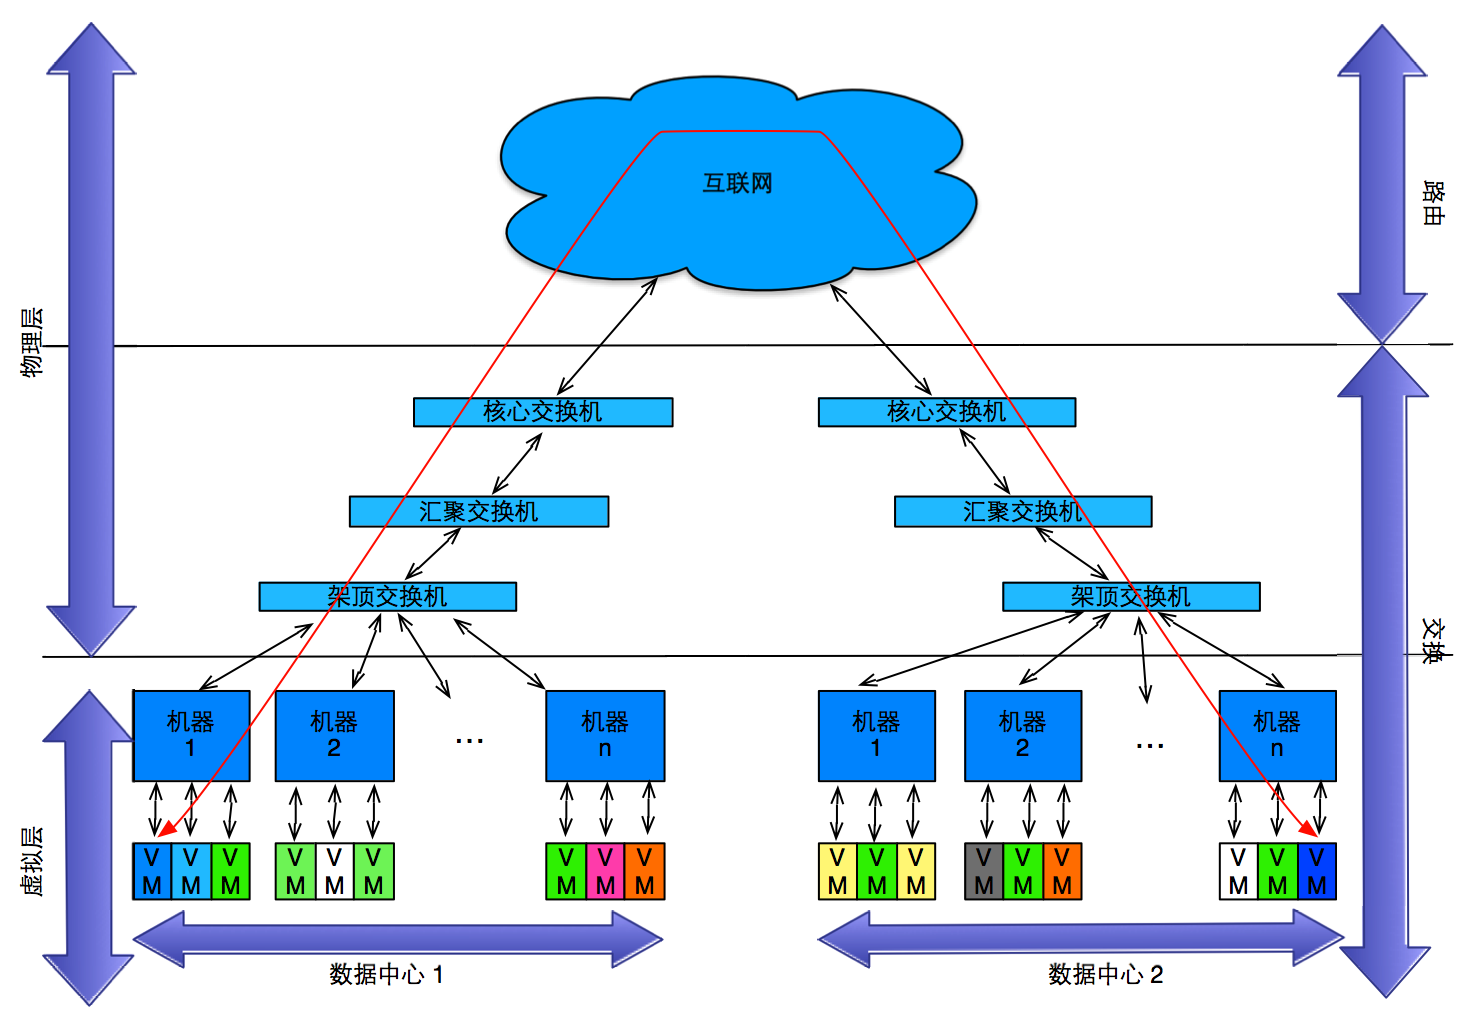 互联网
路由
物理层
核心交换机
核心交换机
汇聚交换机
汇聚交换机
架顶交换机
架顶交换机
交换
机器
1
机器
2
...
机器
n
机器
1
机器
2
...
机器
n
虚拟层
V V V
M M M
V V V
M M M
V V V
M M M
V V V
M M M
V V V
M M M
V V V
M M M
数据中心 1
数据中心 2